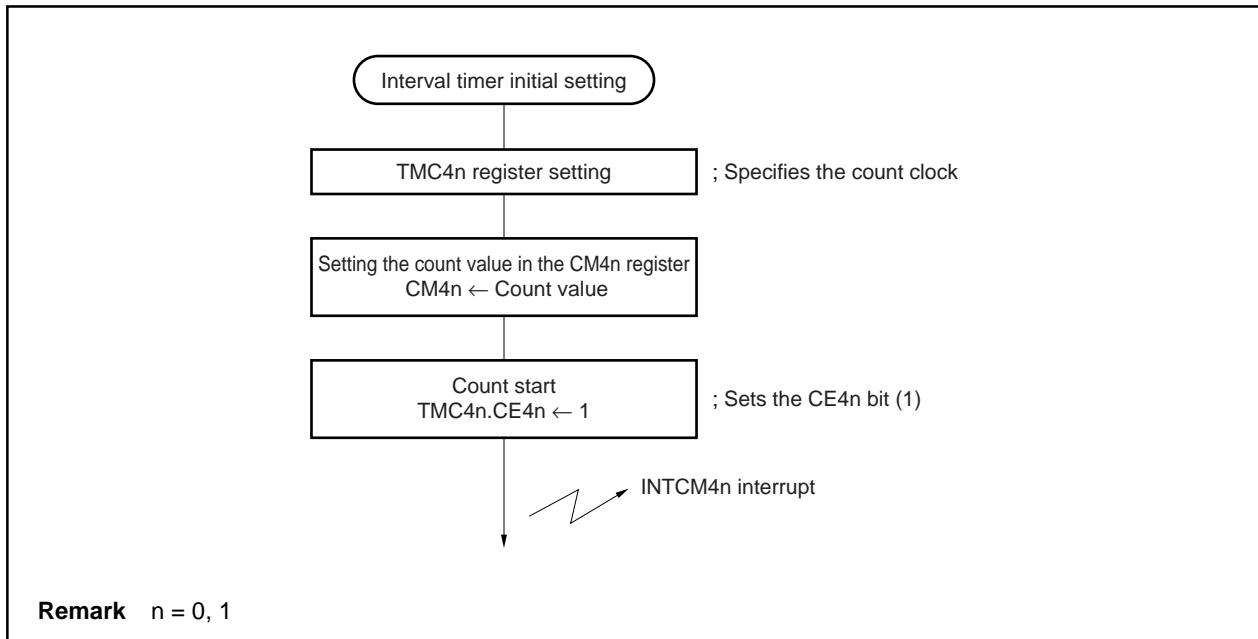 Interval timer initial setting
TMC4n register setting
; Specifies the count clock
Setting the count value in the CM4n register
CM4n ← Count value
Count start
TMC4n.CE4n ← 1
; Sets the CE4n bit (1)
INTCM4n interrupt
Remark n = 0, 1